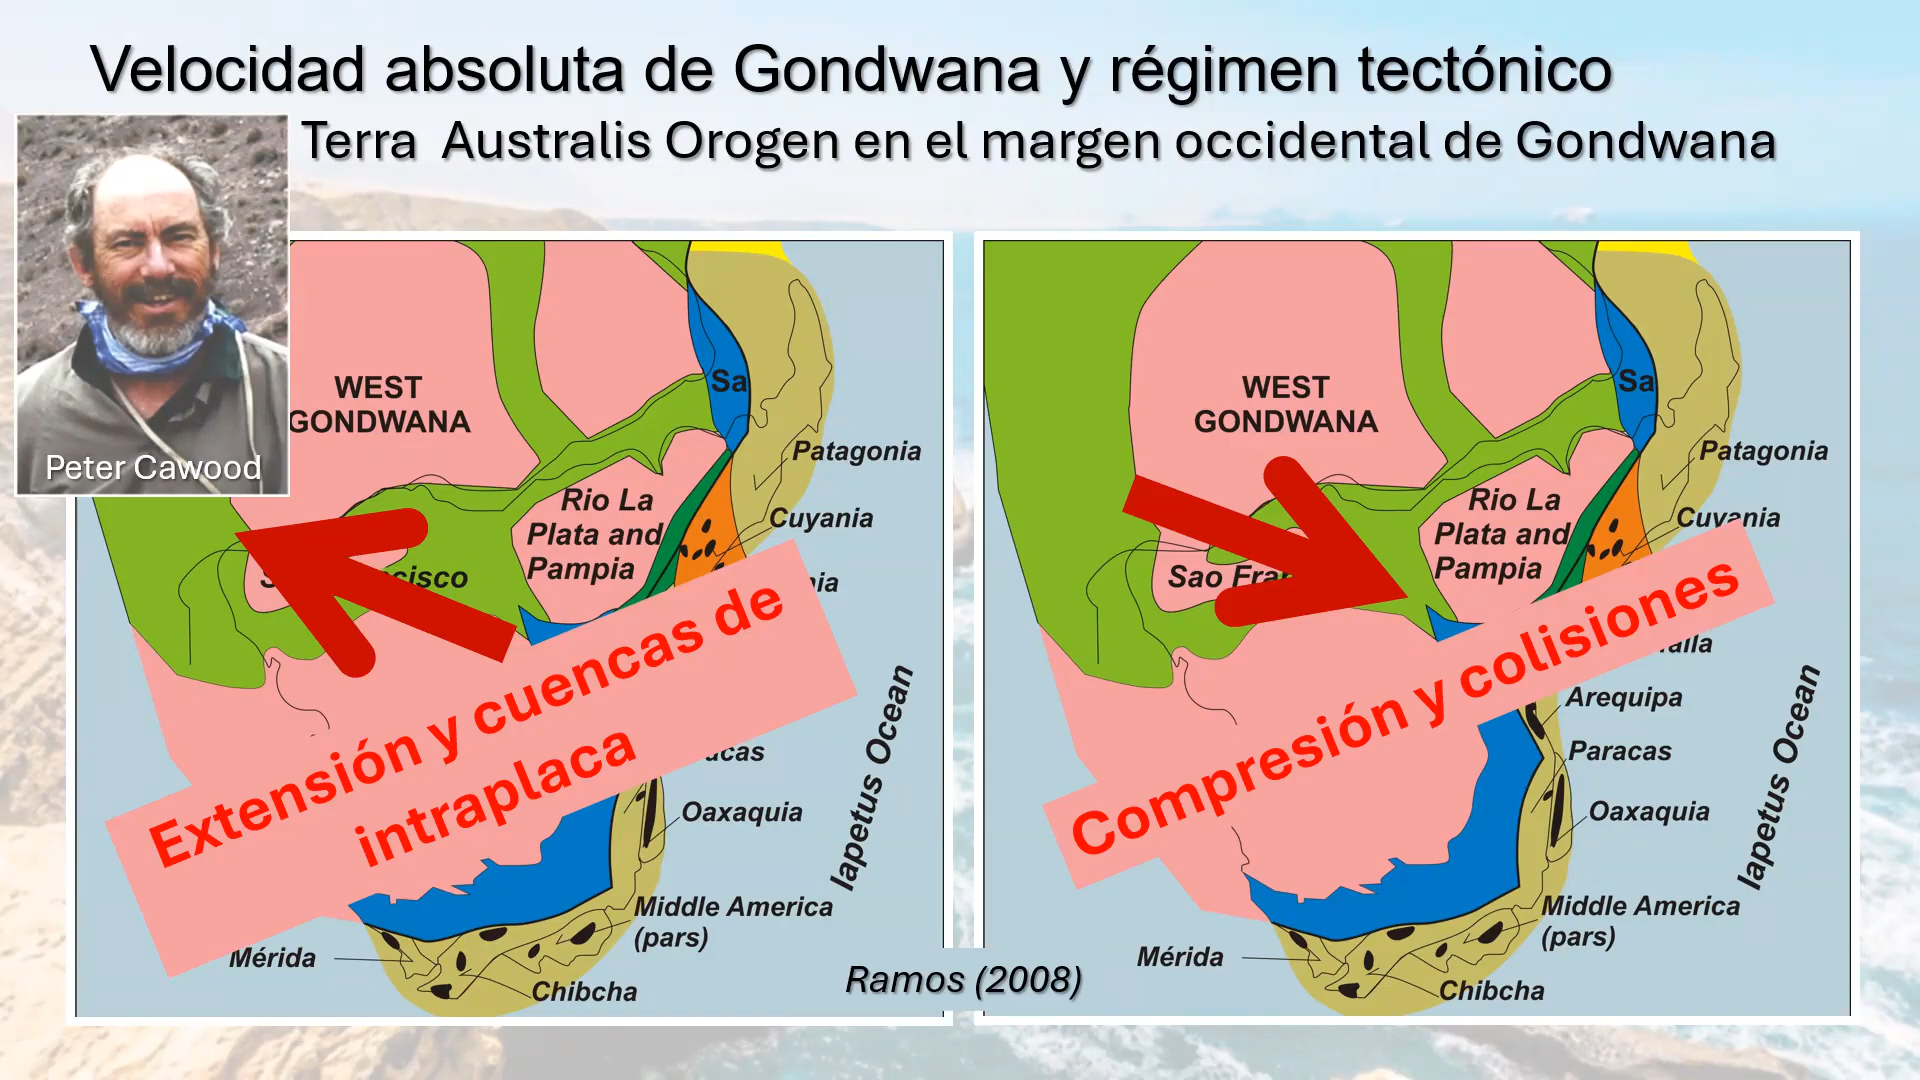 Velocidad absoluta de Gondwana y régimen tectónico
Terra Australis Orogen en el margen occidental de Gondwana
Peter Cawood
WEST
GONDWANA
Sa
Patagonia
Rio La
Plata and
Pampia
Cuyania
Extensión y cuencas de
intraplaca
Oaxaquia
Iapetus Ocean
Middle America
(pars)
Mérida
Chibcha
Ramos (2008)
WEST
GONDWANA
Sa
Patagonia
Rio La
Plata and
Pampia
Cuyania
Sao Fra
Compresión y colisiones
Arequipa
Paracas
Oaxaquia
Iapetus Ocean
Middle America
(pars)
Mérida
Chibcha